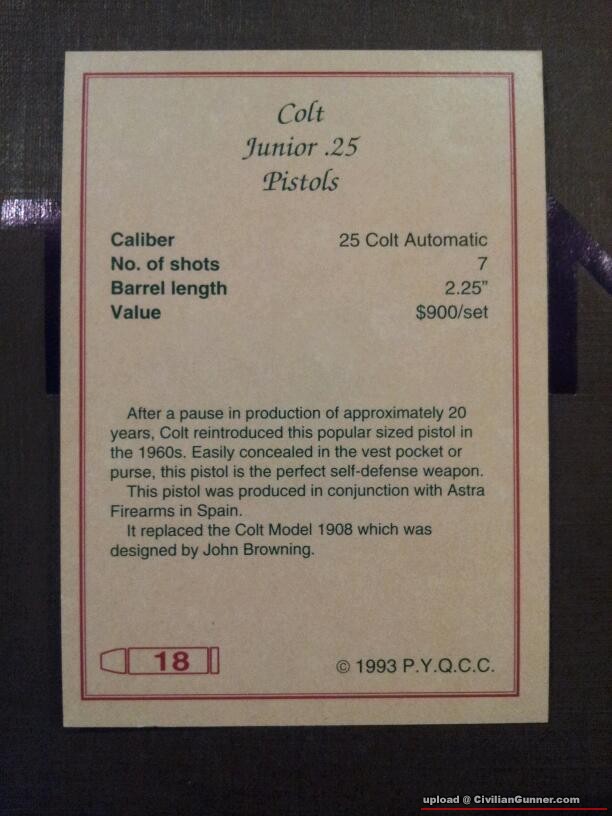 Colt
Junior .25
Pistols
Caliber 25 Colt Automatic
No. of shots 7
Barrel length 2.25"
Value $900/set
After a pause in production of approximately 20
years, Colt reintroduced this popular sized pistol in
the 1960s. Easily concealed in the vest pocket or
purse, this pistol is the perfect self-defense weapon.
This pistol was produced in conjunction with Astra
Firearms in Spain.
It replaced the Colt Model 1908 which was
designed by John Browning.
18
© 1993 P.Y.Q.C.C.
upload @ CivilianGunner.com